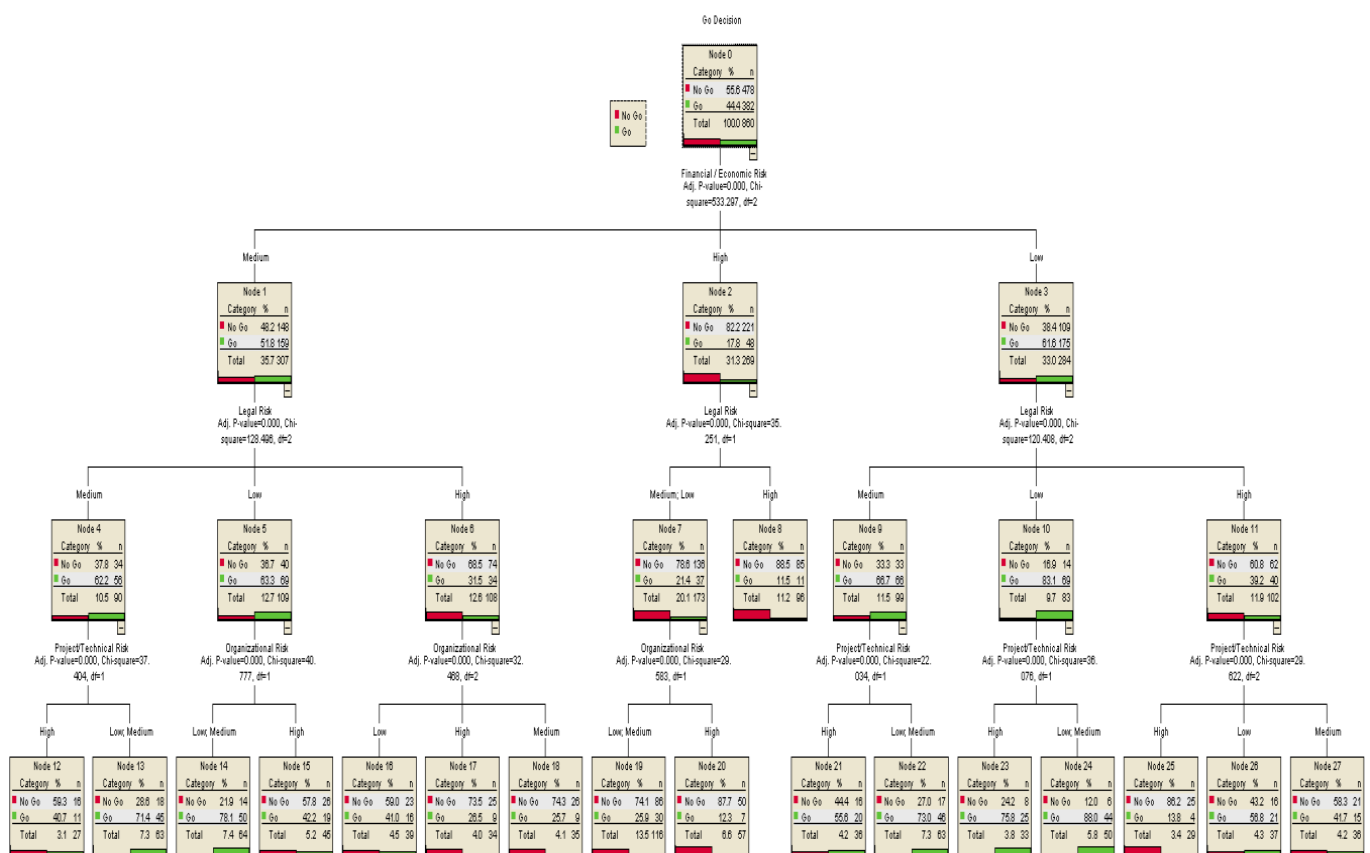 Go Decision
Node 0
Category % n
No Go 55.6 478
Go 44.4 382
Total 100.0 860
No Go
Go
Financial / Economic Risk
Adj. P-value=0.000, Chi-
square=533.297, df=2
Medium
High
Low
Node 1
Category % n
No Go 48.2 148
Go 51.8 159
Total 35.7 307
Node 2
Category % n
No Go 82.2 221
Go 17.8 48
Total 31.3 269
Node 3
Category % n
No Go 38.4 109
Go 61.6 175
Total 33.0 284
Legal Risk
Adj. P-value=0.000, Chi-
square=128.496, df=2
Legal Risk
Adj. P-value=0.000, Chi-square=35.
251, df=1
Legal Risk
Adj. P-value=0.000, Chi-
square=120.408, df=2
Medium
Low
High
Medium; Low
High
Medium
Low
High
Node 4
Category % n
No Go 37.8 34
Go 62.2 56
Total 10.5 90
Node 5
Category % n
No Go 36.7 40
Go 63.3 69
Total 12.7 109
Node 6
Category % n
No Go 68.5 74
Go 31.5 34
Total 12.6 108
Node 7
Category % n
No Go 78.6 136
Go 21.4 37
Total 20.1 173
Node 8
Category % n
No Go 88.5 85
Go 11.5 11
Total 11.2 96
Node 9
Category % n
No Go 33.3 33
Go 66.7 66
Total 11.5 99
Node 10
Category % n
No Go 16.9 14
Go 83.1 69
Total 9.7 83
Node 11
Category % n
No Go 60.8 62
Go 39.2 40
Total 11.9 102
Project/Technical Risk
Adj. P-value=0.000, Chi-square=37.
404, df=1
Organizational Risk
Adj. P-value=0.000, Chi-square=40.
777, df=1
Organizational Risk
Adj. P-value=0.000, Chi-square=32.
468, df=2
Organizational Risk
Adj. P-value=0.000, Chi-square=29.
583, df=1
Project/Technical Risk
Adj. P-value=0.000, Chi-square=22.
034, df=1
Project/Technical Risk
Adj. P-value=0.000, Chi-square=36.
076, df=1
Project/Technical Risk
Adj. P-value=0.000, Chi-square=29.
622, df=2
High
Low; Medium
Low; Medium
High
Low
High
Medium
Low; Medium
High
High
Low; Medium
High
Low; Medium
High
Low
Medium
Node 12
Category % n
No Go 59.3 16
Go 40.7 11
Total 3.1 27
Node 13
Category % n
No Go 28.6 18
Go 71.4 45
Total 7.3 63
Node 14
Category % n
No Go 21.9 14
Go 78.1 50
Total 7.4 64
Node 15
Category % n
No Go 57.8 26
Go 42.2 19
Total 5.2 45
Node 16
Category % n
No Go 59.0 23
Go 41.0 16
Total 4.5 39
Node 17
Category % n
No Go 73.5 25
Go 26.5 9
Total 4.0 34
Node 18
Category % n
No Go 74.3 26
Go 25.7 9
Total 4.1 35
Node 19
Category % n
No Go 74.1 86
Go 25.9 30
Total 13.5 116
Node 20
Category % n
No Go 87.7 50
Go 12.3 7
Total 6.6 57
Node 21
Category % n
No Go 44.4 16
Go 55.6 20
Total 4.2 36
Node 22
Category % n
No Go 27.0 17
Go 73.0 46
Total 7.3 63
Node 23
Category % n
No Go 24.2 8
Go 75.8 25
Total 3.8 33
Node 24
Category % n
No Go 12.0 6
Go 88.0 44
Total 5.8 50
Node 25
Category % n
No Go 86.2 25
Go 13.8 4
Total 3.4 29
Node 26
Category % n
No Go 43.2 16
Go 56.8 21
Total 4.3 37
Node 27
Category % n
No Go 58.3 21
Go 41.7 15
Total 4.2 36